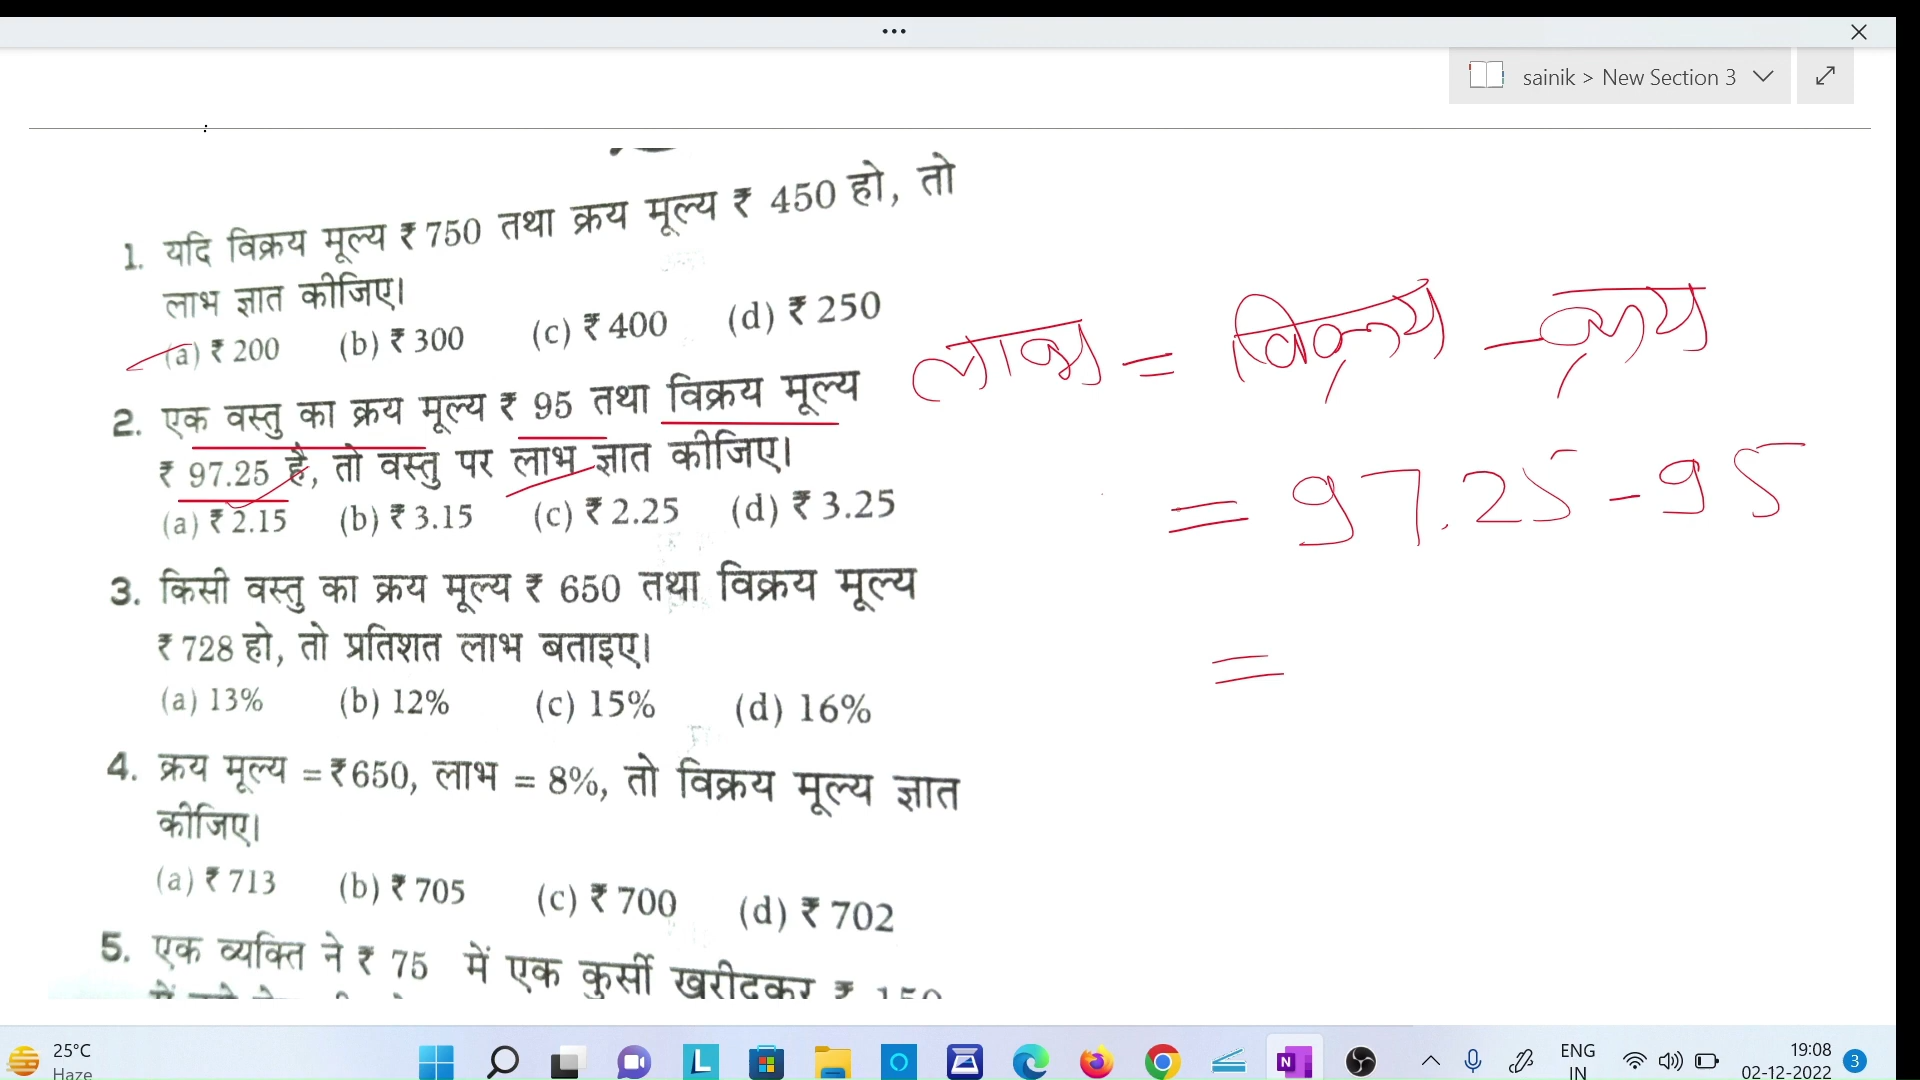 sainik > New Section 3
1. यदि विक्रय मूल्य ₹ 750 तथा क्रय मूल्य ₹ 450 हो, तो
लाभ ज्ञात कीजिए।
(a) ₹ 200 (b) ₹ 300 (c) ₹ 400 (d) ₹ 250
2. एक वस्तु का क्रय मूल्य ₹ 95 तथा विक्रय मूल्य
₹ 97.25 है, तो वस्तु पर लाभ ज्ञात कीजिए।
(a) ₹ 2.15 (b) ₹ 3.15 (c) ₹ 2.25 (d) ₹ 3.25
3. किसी वस्तु का क्रय मूल्य ₹ 650 तथा विक्रय मूल्य
₹ 728 हो, तो प्रतिशत लाभ बताइए।
(a) 13% (b) 12% (c) 15% (d) 16%
4. क्रय मूल्य = ₹ 650, लाभ = 8%, तो विक्रय मूल्य ज्ञात
कीजिए।
(a) ₹ 713 (b) ₹ 705 (c) ₹ 700 (d) ₹ 702
5. एक व्यक्ति ने ₹ 75 में एक कुर्सी खरीदकर ₹ 150
लाभ = विक्रय - क्रय
= 97.25 - 95
=
25°C
Haze
ENG
IN
19:08
02-12-2022
3